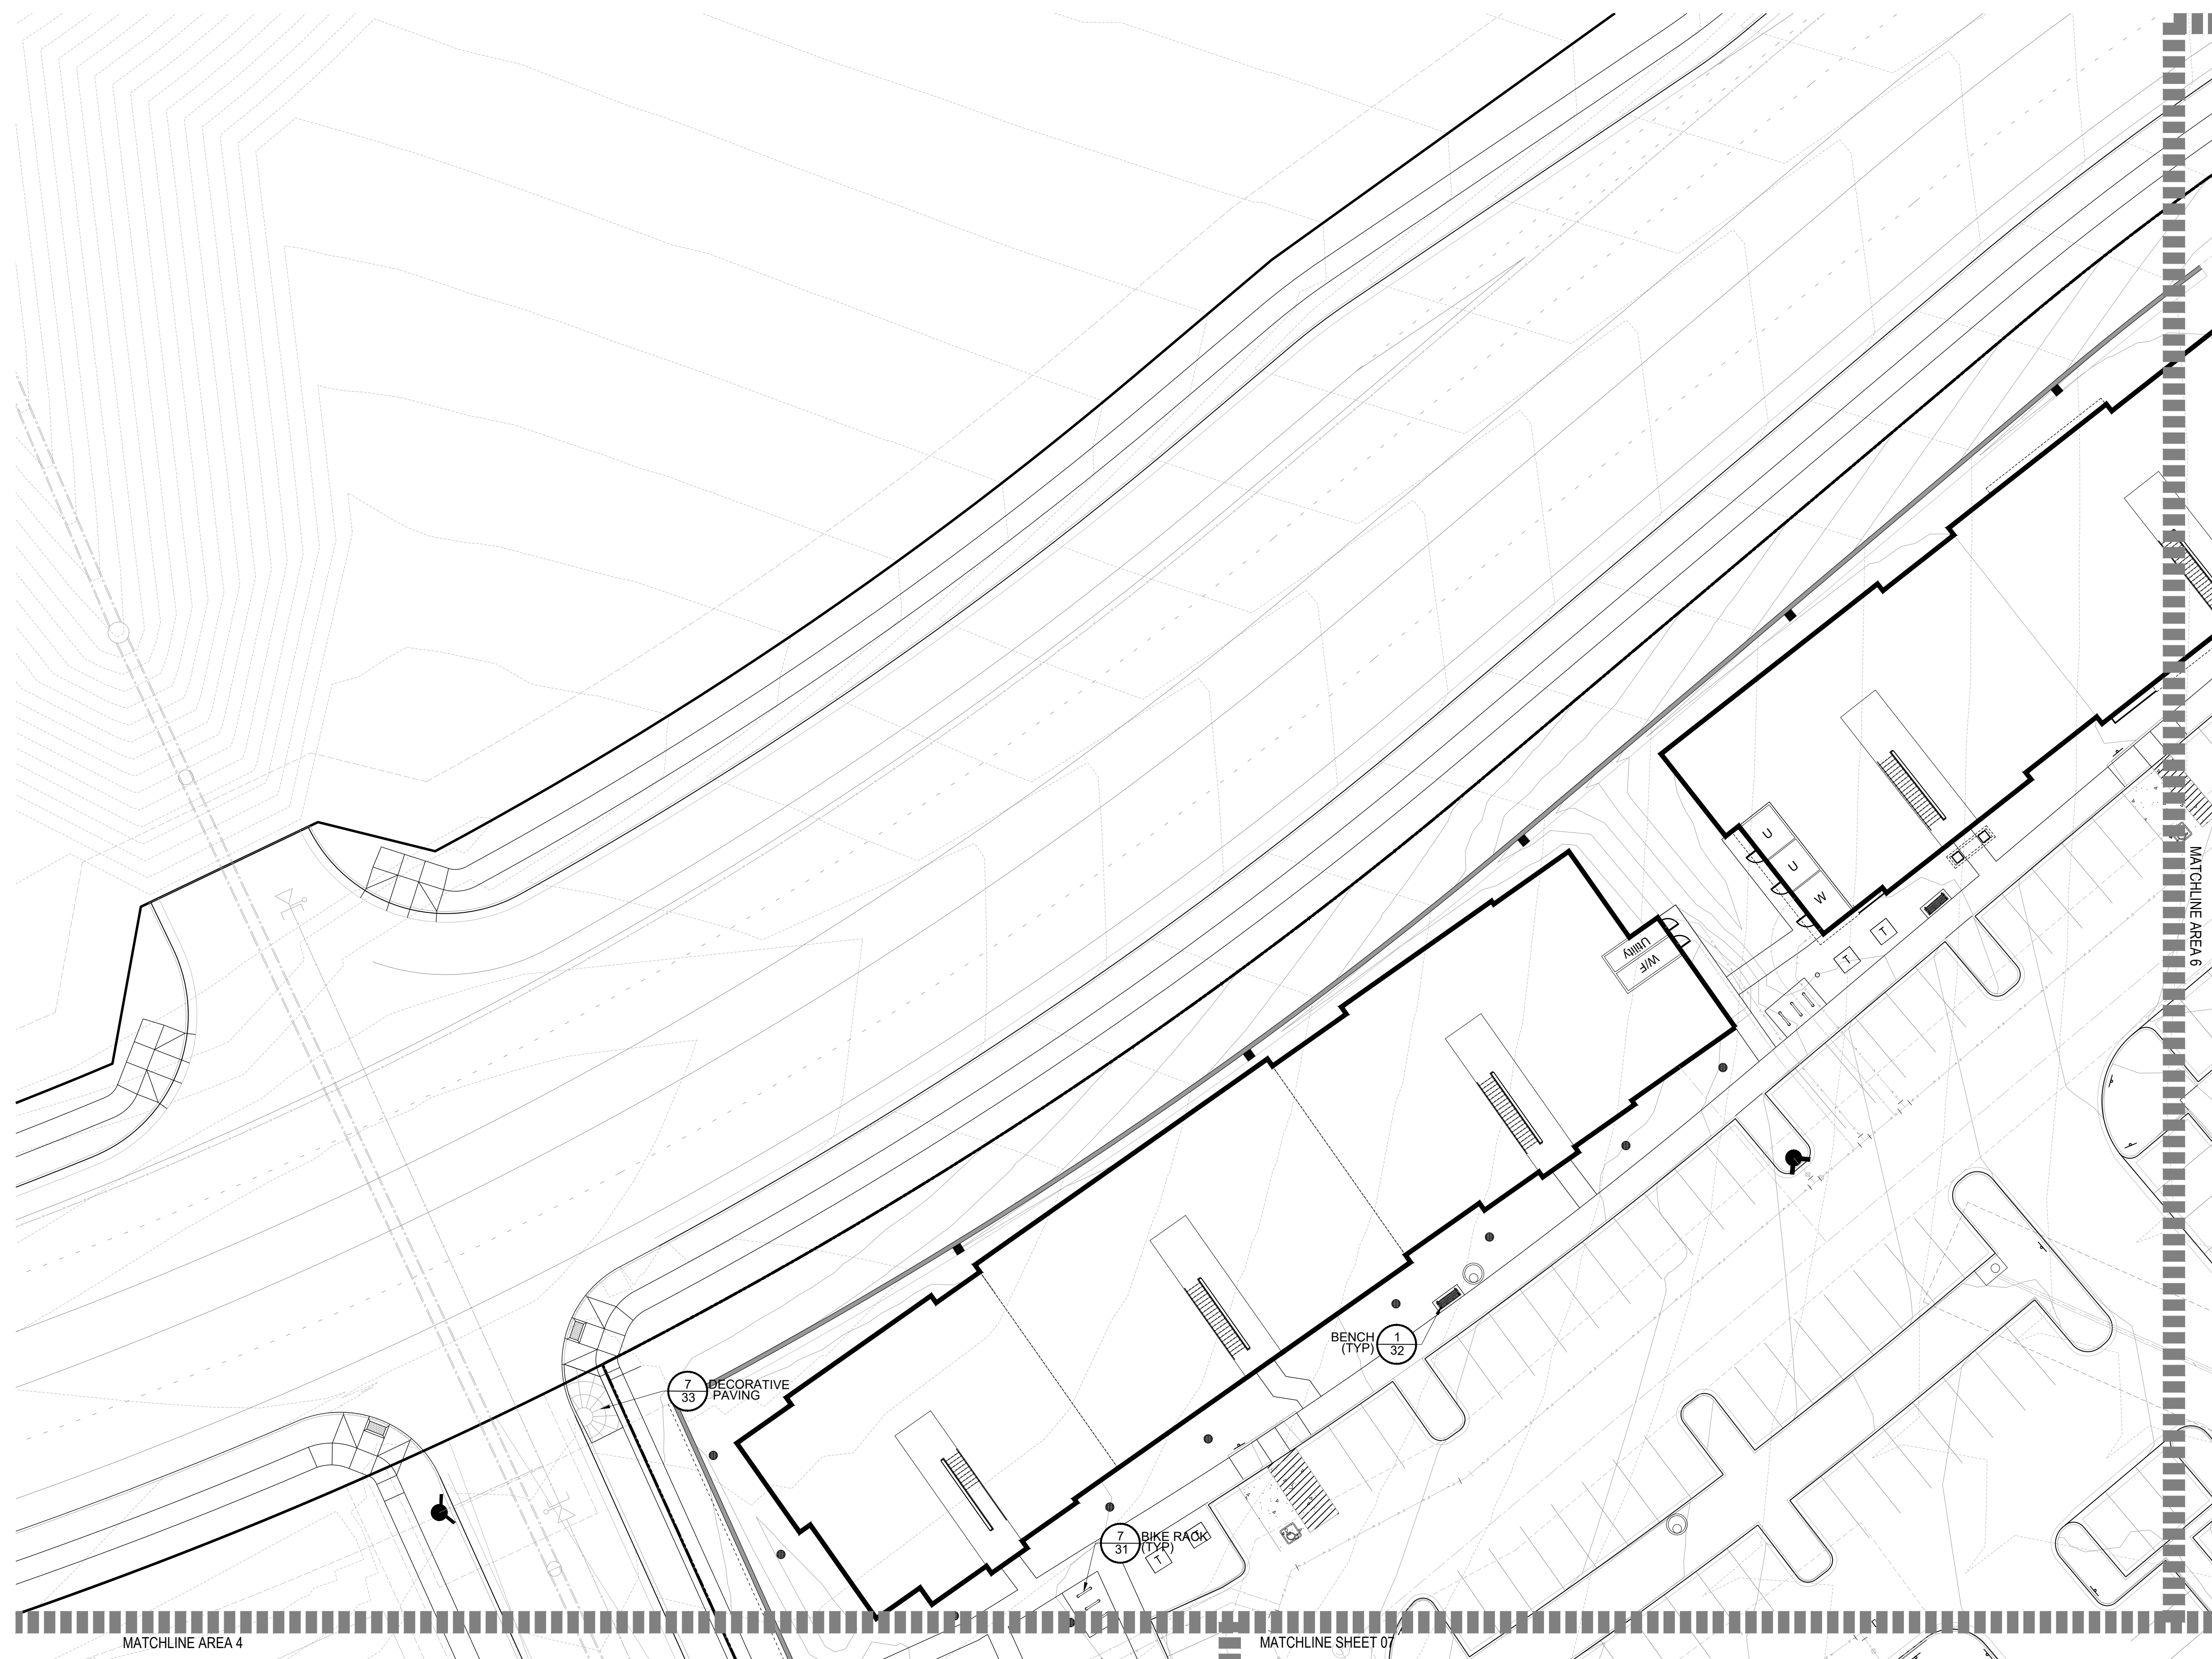 U
U
W
T
T
Utility
W/F
MATCHLINE AREA 6
BENCH
(TYP)
1
32
7
33
DECORATIVE
PAVING
7
31
BIKE RACK
(TYP)
T
T
MATCHLINE AREA 4
MATCHLINE SHEET 07